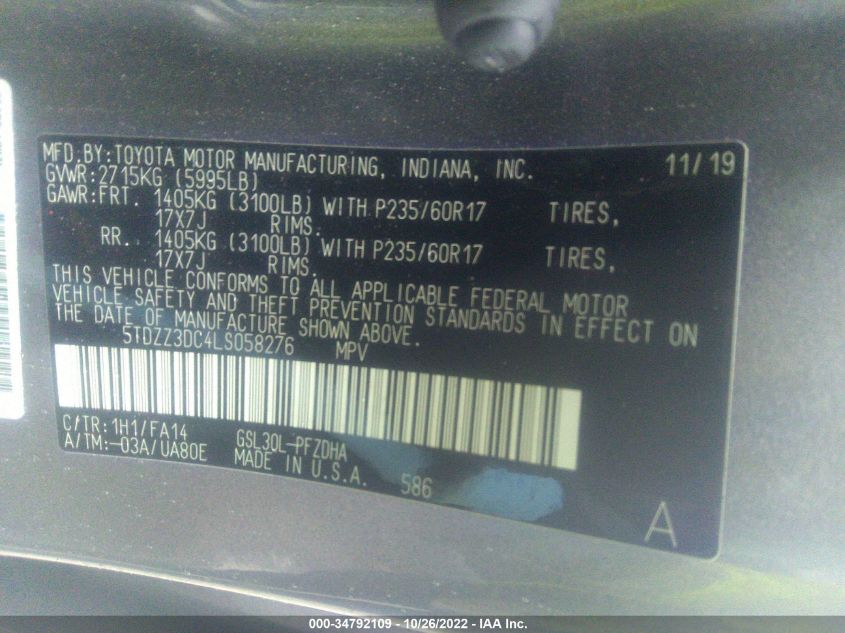 MFD.BY:TOYOTA MOTOR MANUFACTURING, INDIANA, INC. 11/19
GVWR:2715KG (5995LB)
GAWR:FRT. 1405KG (3100LB) WITH P235/60R17 TIRES,
17X7J RIMS.
RR. 1405KG (3100LB) WITH P235/60R17 TIRES,
17X7J RIMS.
THIS VEHICLE CONFORMS TO ALL APPLICABLE FEDERAL MOTOR
VEHICLE SAFETY AND THEFT PREVENTION STANDARDS IN EFFECT ON
THE DATE OF MANUFACTURE SHOWN ABOVE.
5TDZZ3DC4LS058276 MPV
C/TR:1H1/FA14 GSL30L-PFZDHA
A/TM:-03A/UA80E MADE IN U.S.A. 586
A
000-34792109 - 10/26/2022 - IAA Inc.